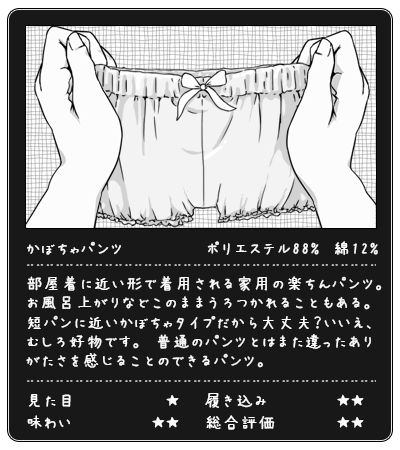 かぼちゃパンツ ポリエステル88% 綿12%
部屋着に近い形で着用される家用の楽ちんパンツ。
お風呂上がりなどこのままうろつかれることもある。
短パンに近いかぼちゃタイプだから大丈夫?いいえ、
むしろ好物です。 普通のパンツとはまた違ったあり
がたさを感じることのできるパンツ。
見た目 ★ 履き込み ★★
味わい ★★ 総合評価 ★★